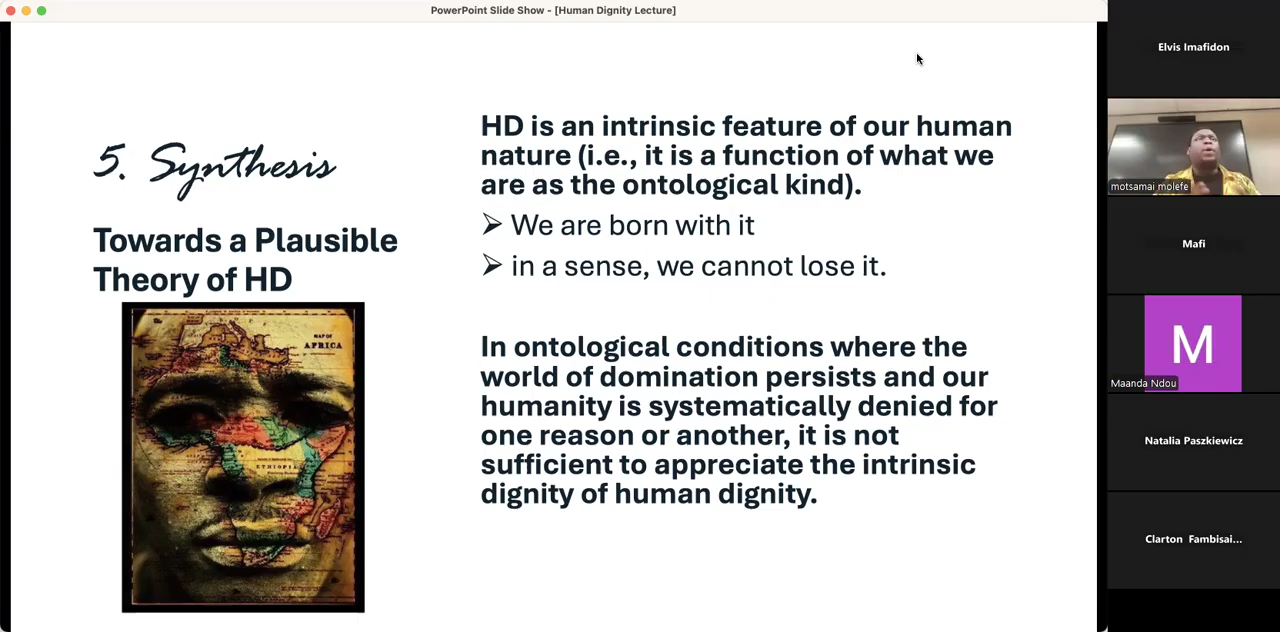 PowerPoint Slide Show - [Human Dignity Lecture]
5. Synthesis
Towards a Plausible
Theory of HD
MAP OF
AFRICA
ETHIOPIA
HD is an intrinsic feature of our human
nature (i.e., it is a function of what we
are as the ontological kind).
➢ We are born with it
➢ in a sense, we cannot lose it.
In ontological conditions where the
world of domination persists and our
humanity is systematically denied for
one reason or another, it is not
sufficient to appreciate the intrinsic
dignity of human dignity.
Elvis Imafidon
motsamai molefe
Mafi
M
Maanda Ndou
Natalia Paszkiewicz
Clarton Fambisai...